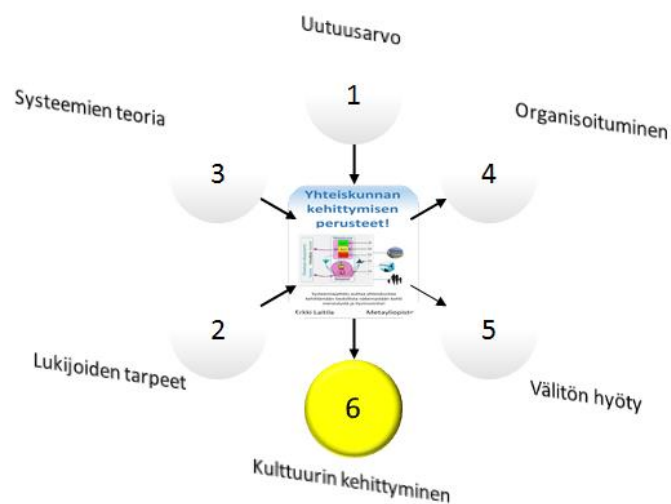 Uutuusarvo
1
Systeemien teoria
3
Organisoituminen
4
Yhteiskunnan
kehittymisen
perusteet!
Erkki Laitila Metayliopisto
2
Lukijoiden tarpeet
5
Välitön hyöty
6
Kulttuurin kehittyminen